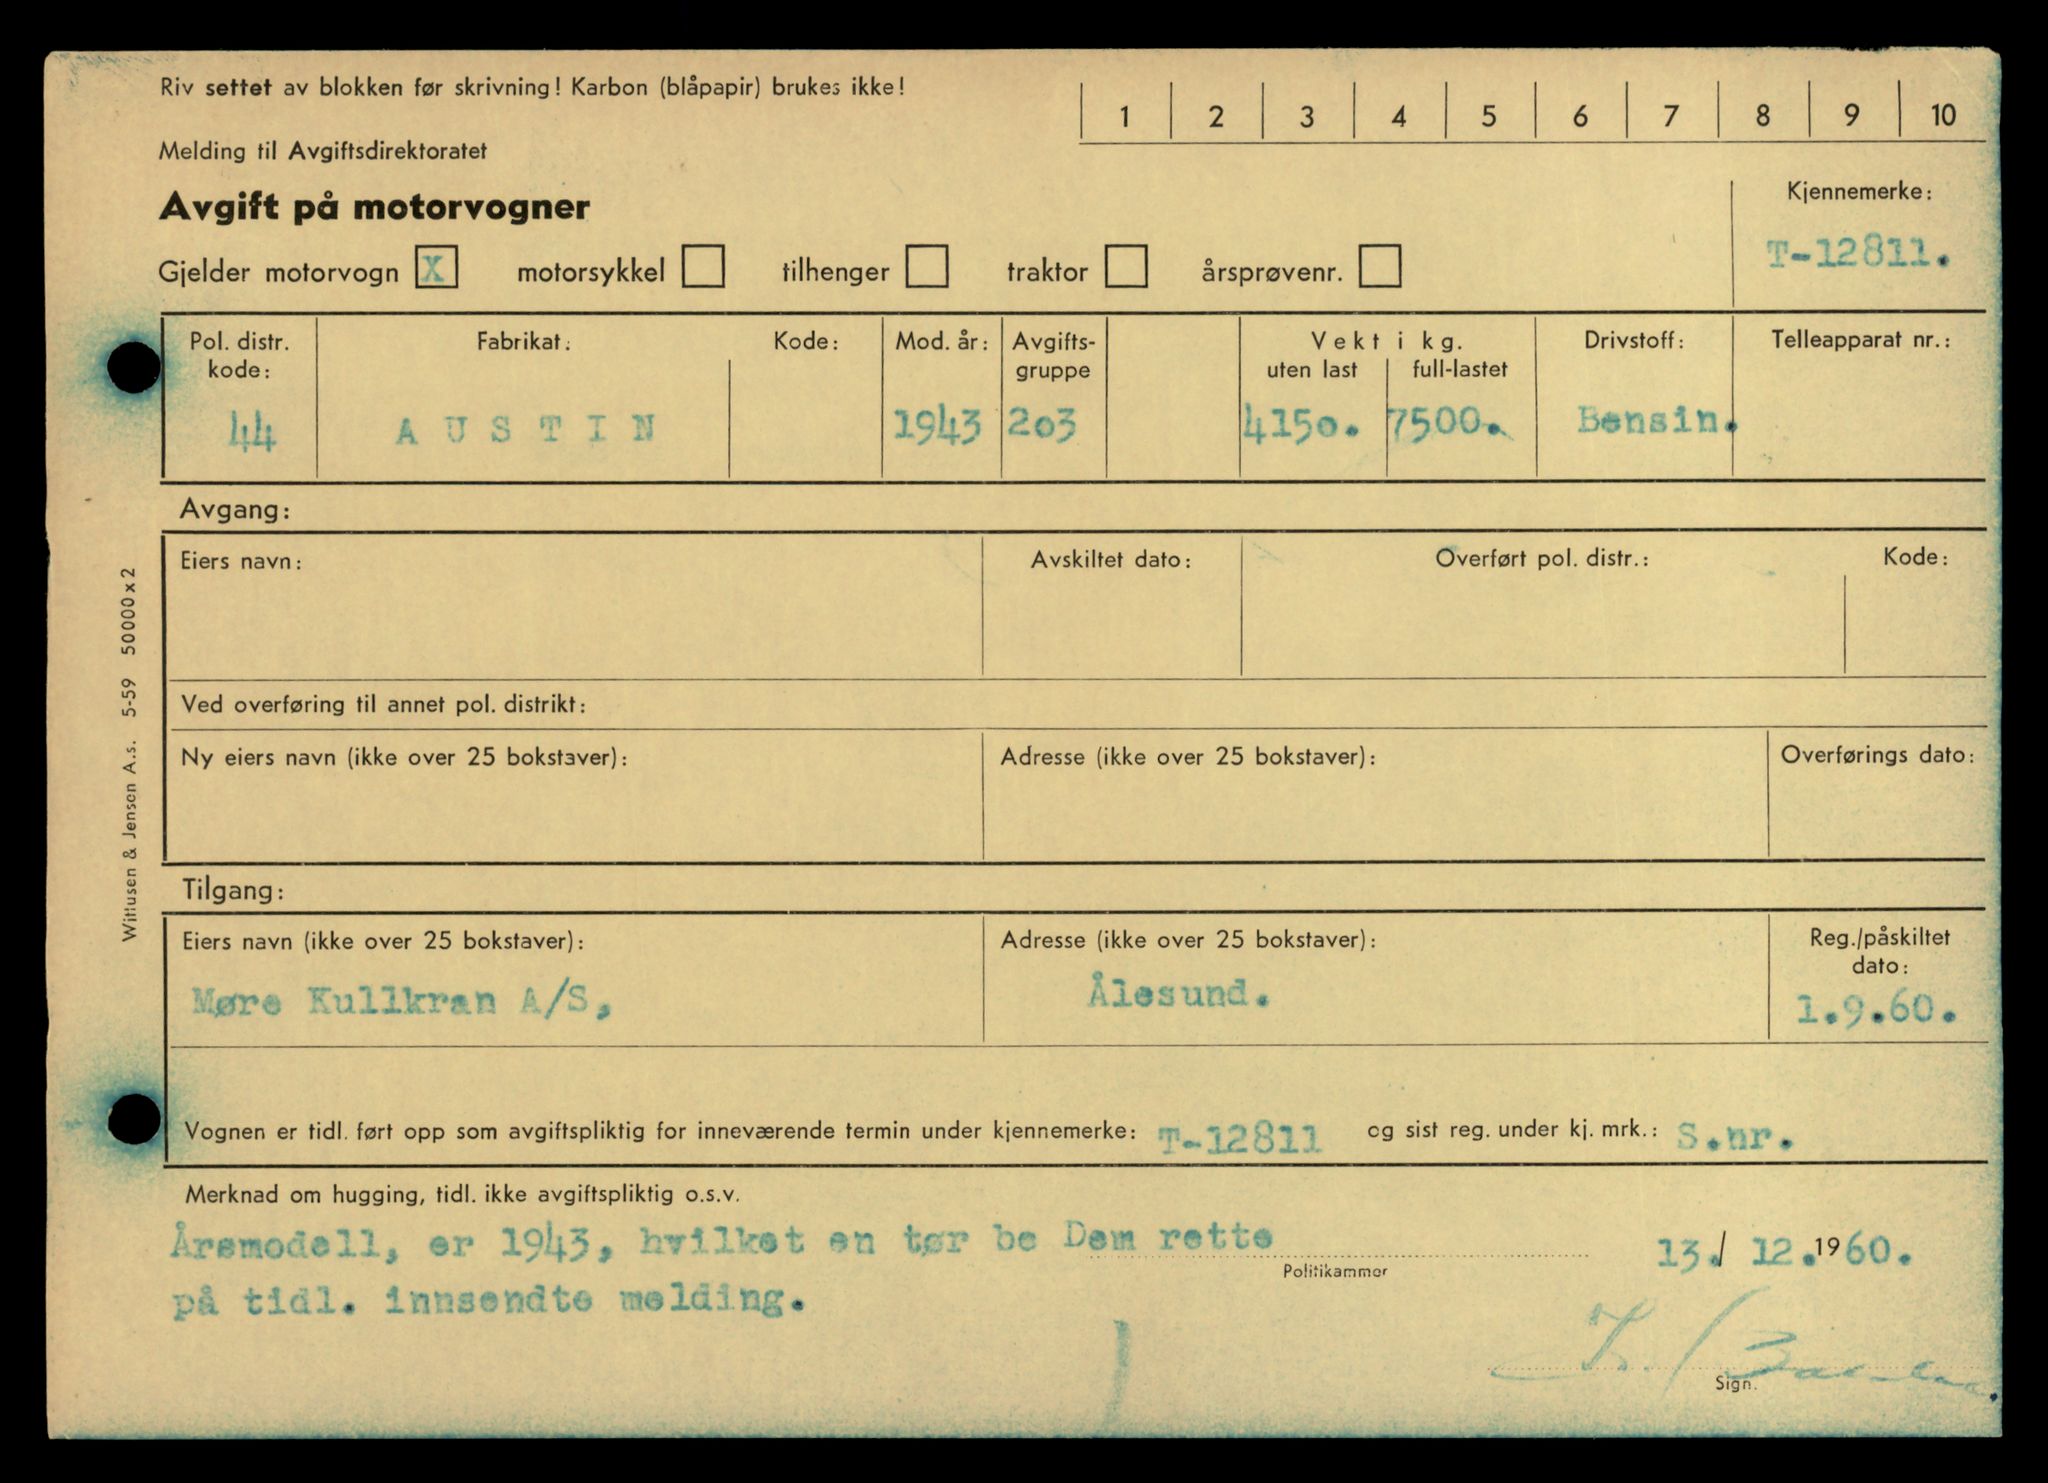 Riv settet av blokken før skrivning! Karbon (blåpapir) brukes ikke!
1 2 3 4 5 6 7 8 9 10
Melding til Avgiftsdirektoratet
Avgift på motorvogner
Kjennemerke:
T-12811.
Gjelder motorvogn X motorsykkel tilhenger traktor årsprøvenr.
Pol. distr. kode: Fabrikat: Kode: Mod. år: Avgifts-gruppe Vekt i kg. uten last full-lastet Drivstoff: Telleapparat nr.:
44 AUSTIN 1943 203 4150. 7500. Bensin.
Avgang:
Eiers navn: Avskiltet dato: Overført pol. distr.: Kode:
Ved overføring til annet pol. distrikt:
Ny eiers navn (ikke over 25 bokstaver): Adresse (ikke over 25 bokstaver): Overførings dato:
Tilgang:
Eiers navn (ikke over 25 bokstaver): Adresse (ikke over 25 bokstaver): Reg./påskiltet dato:
Møre Kullkran A/S, Ålesund. 1.9.60.
Vognen er tidl. ført opp som avgiftspliktig for inneværende termin under kjennemerke: T-12811 og sist reg. under kj. mrk.: S.nr.
Merknad om hugging, tidl. ikke avgiftspliktig o.s.v.
Årsmodell, er 1943, hvilket en tør be Dem rette 13./ 12. 1960.
Politikammer
på tidl. innsendte melding.
Sign.
Wittusen & Jensen A.s. 5-59 50000x2